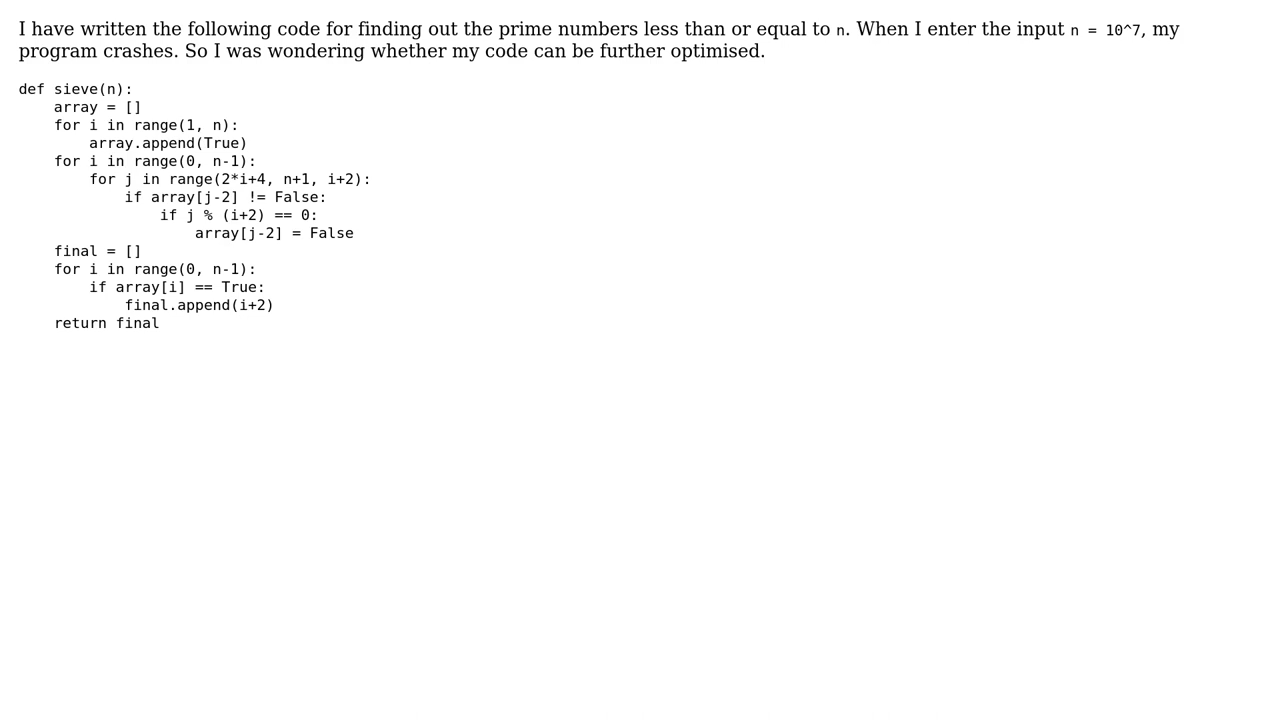 I have written the following code for finding out the prime numbers less than or equal to n. When I enter the input n = 10^7, my
program crashes. So I was wondering whether my code can be further optimised.
def sieve(n):
    array = []
    for i in range(1, n):
        array.append(True)
    for i in range(0, n-1):
        for j in range(2*i+4, n+1, i+2):
            if array[j-2] != False:
                if j % (i+2) == 0:
                    array[j-2] = False
    final = []
    for i in range(0, n-1):
        if array[i] == True:
            final.append(i+2)
    return final